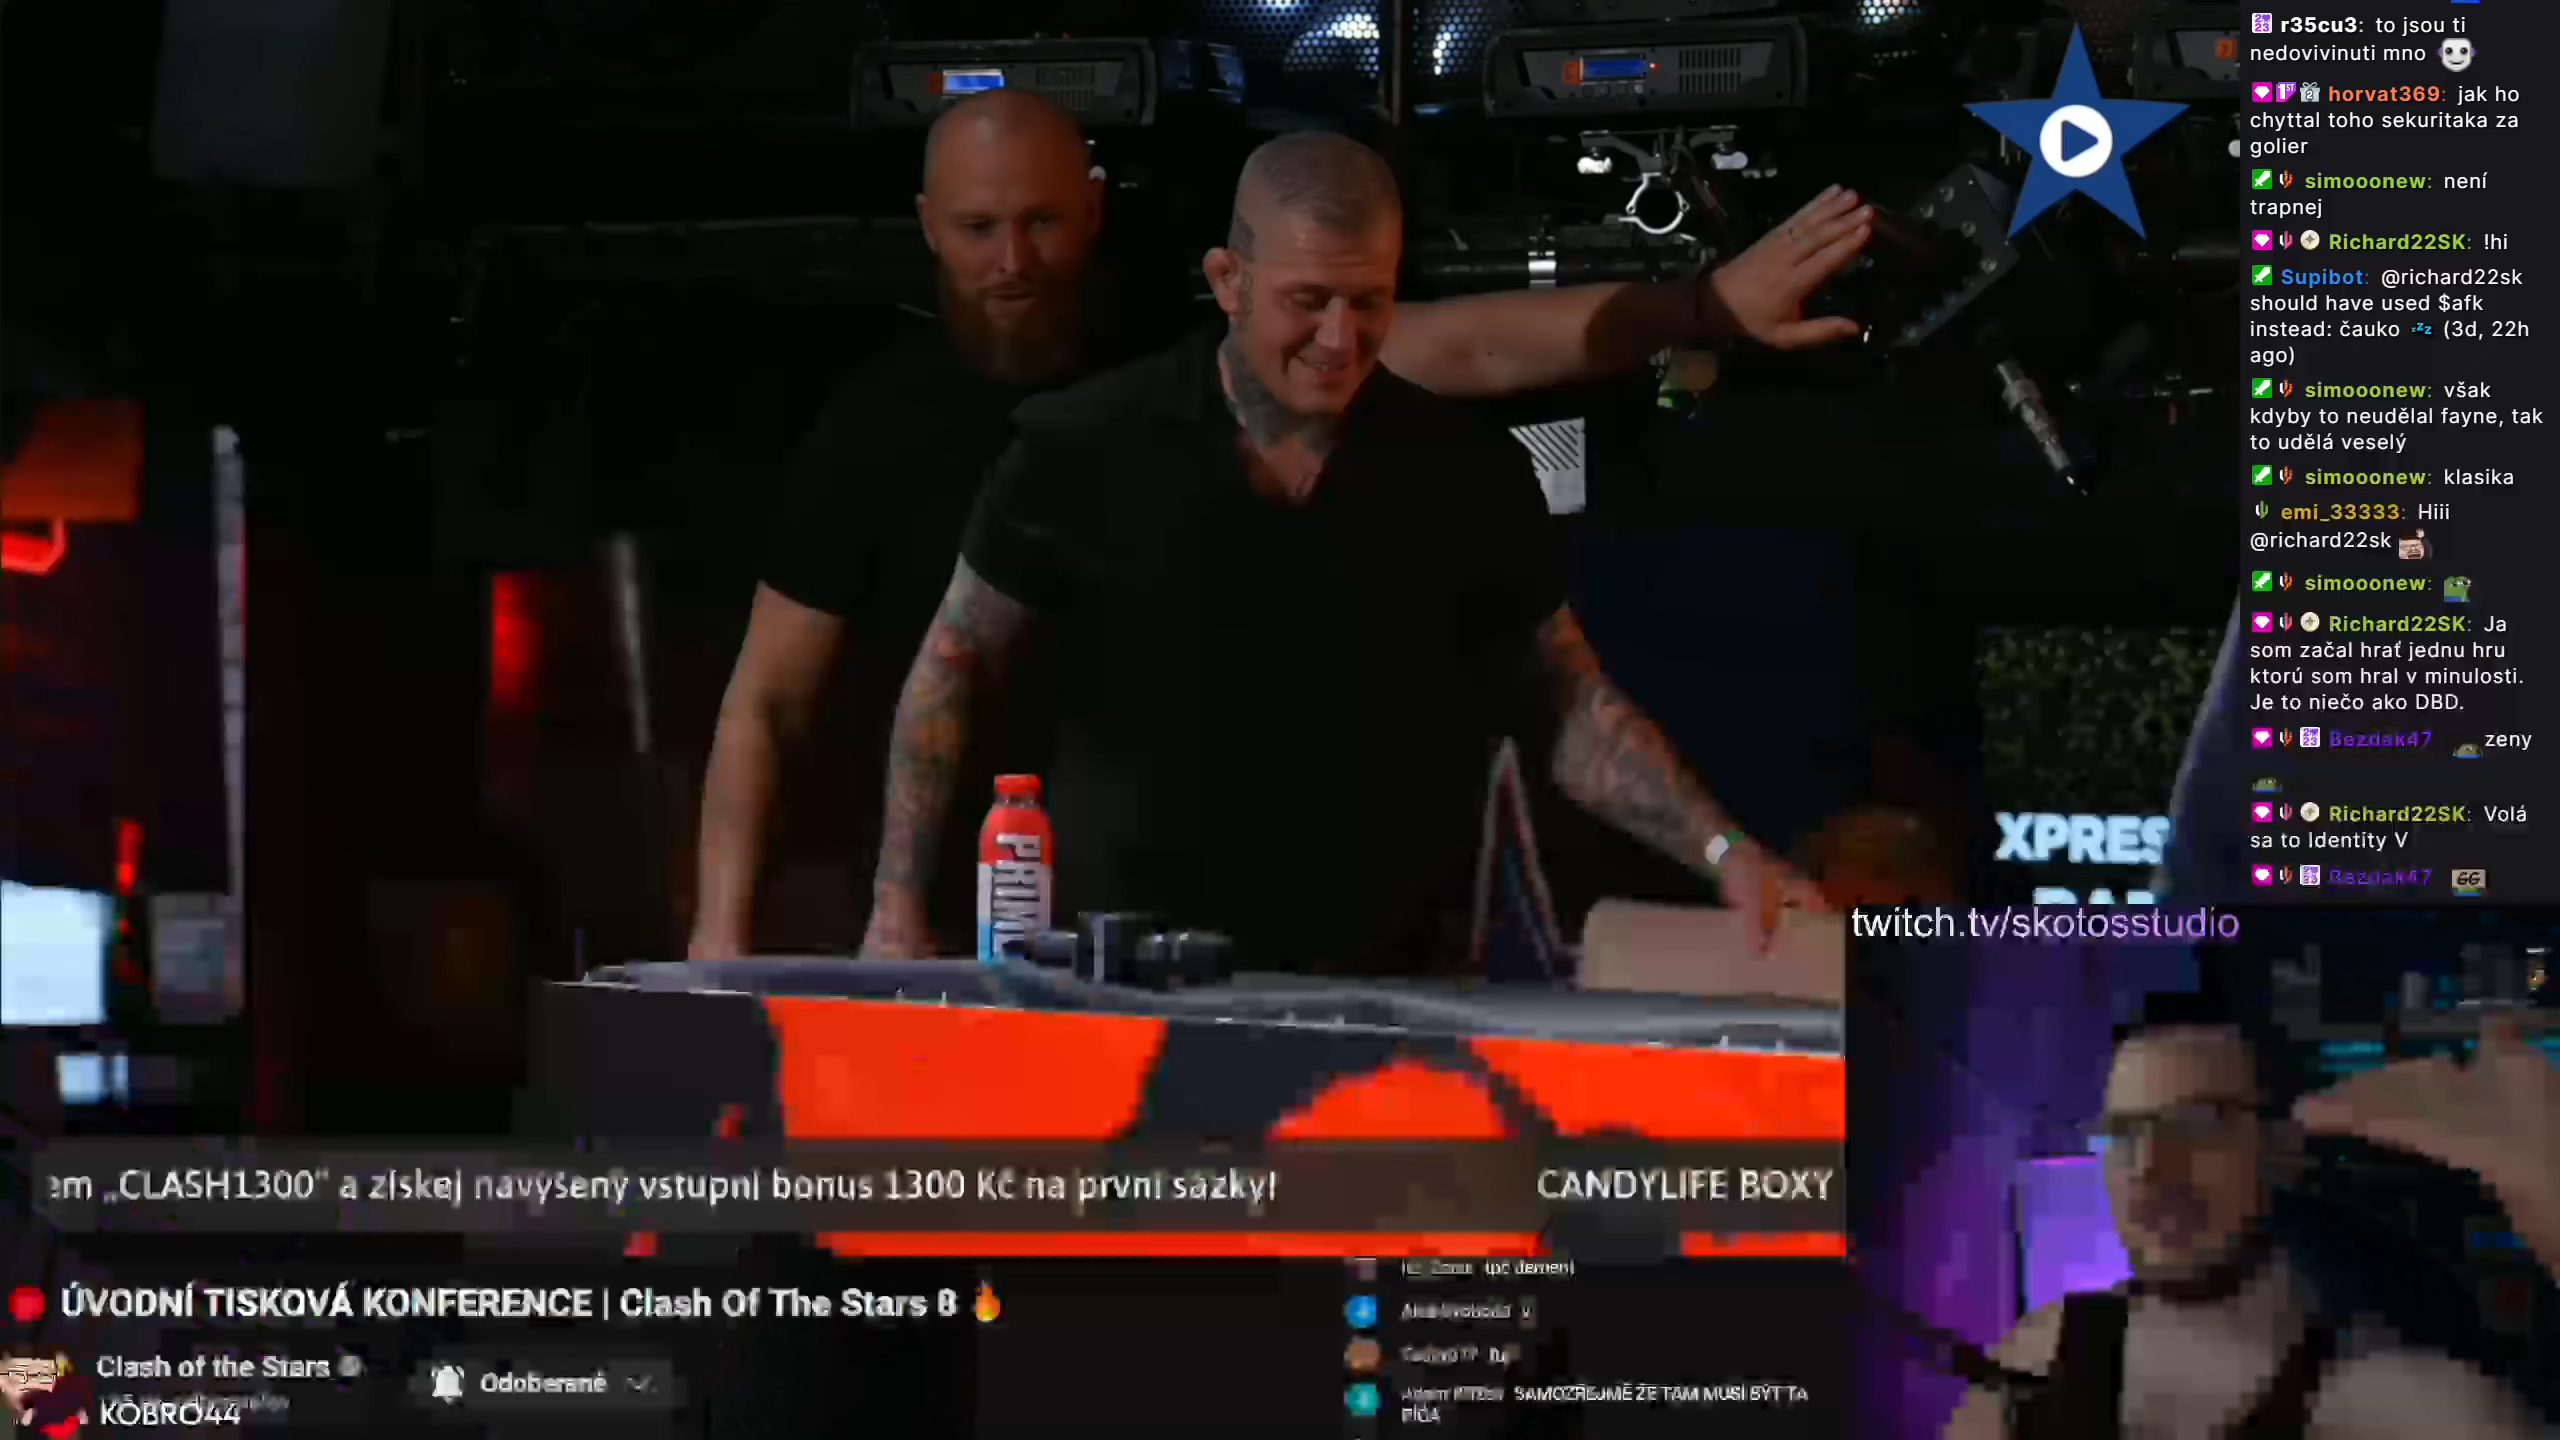 r35cu3: to jsou ti
nedovivinuti mno
horvat369: jak ho
chyttal toho sekuritaka za
golier
simooonew: není
trapnej
Richard22SK: !hi
Supibot: @richard22sk
should have used $afk
instead: čauko (3d, 22h
ago)
simooonew: však
kdyby to neudělal fayne, tak
to udělá veselý
simooonew: klasika
emi_33333: Hiii
@richard22sk
simooonew:
Richard22SK: Ja
som začal hrať jednu hru
ktorú som hral v minulosti.
Je to niečo ako DBD.
Bezdak47 zeny
Richard22SK: Volá
sa to Identity V
Bezdak47 GG
XPRES
PRIME
twitch.tv/skotosstudio
em „CLASH1300" a získej navýšený vstupní bonus 1300 Kč na první sázky!
CANDYLIFE BOXY
ÚVODNÍ TISKOVÁ KONFERENCE | Clash Of The Stars 8
Clash of the Stars
Odoberané
KOBRO44
SAMOZŘEJMĚ ŽE TAM MUSÍ BÝT TA